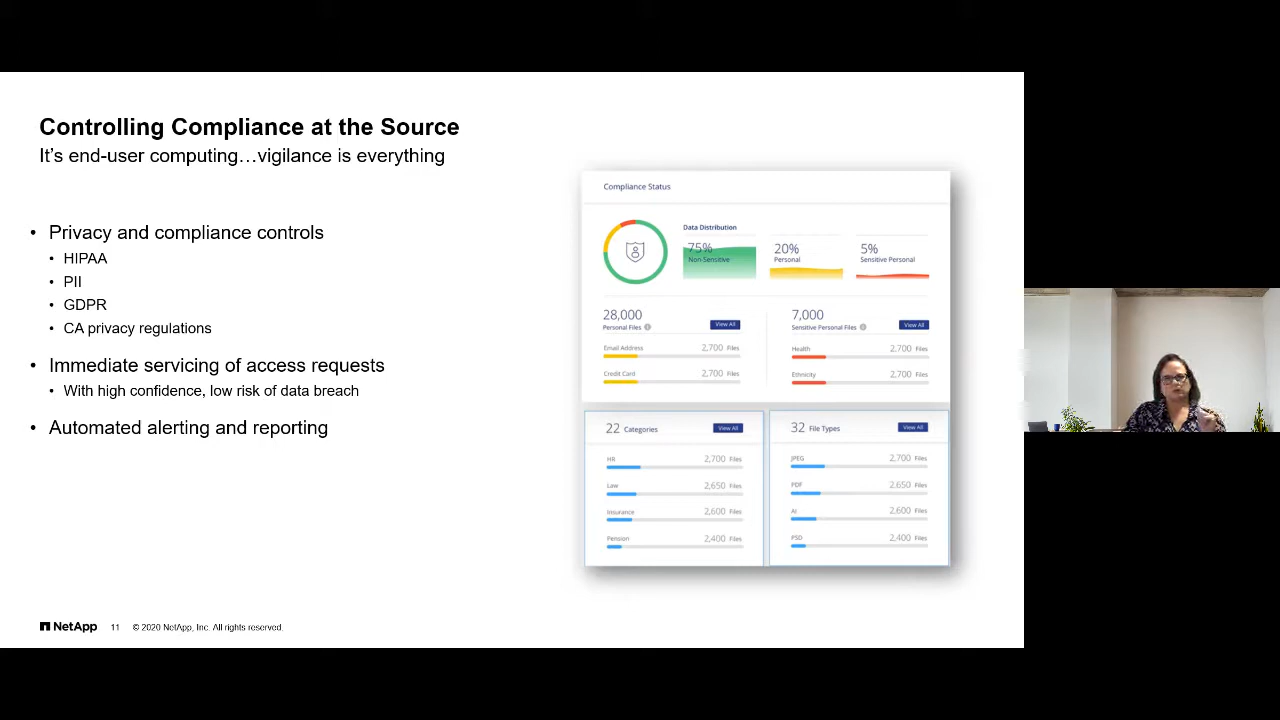 Controlling Compliance at the Source
It's end-user computing…vigilance is everything
• Privacy and compliance controls
• HIPAA
• PII
• GDPR
• CA privacy regulations
• Immediate servicing of access requests
• With high confidence, low risk of data breach
• Automated alerting and reporting
Compliance Status
Data Distribution
75%
Non-Sensitive
20%
Personal
5%
Sensitive Personal
28,000
Personal Files
View All
Email Address 2,700 Files
Credit Card 2,700 Files
7,000
Sensitive Personal Files
View All
Health 2,700 Files
Ethnicity 2,700 Files
22 Categories View All
HR 2,700 Files
Law 2,650 Files
Insurance 2,600 Files
Pension 2,400 Files
32 File Types View All
JPEG 2,700 Files
PDF 2,650 Files
AI 2,600 Files
PSD 2,400 Files
NetApp 11 © 2020 NetApp, Inc. All rights reserved.